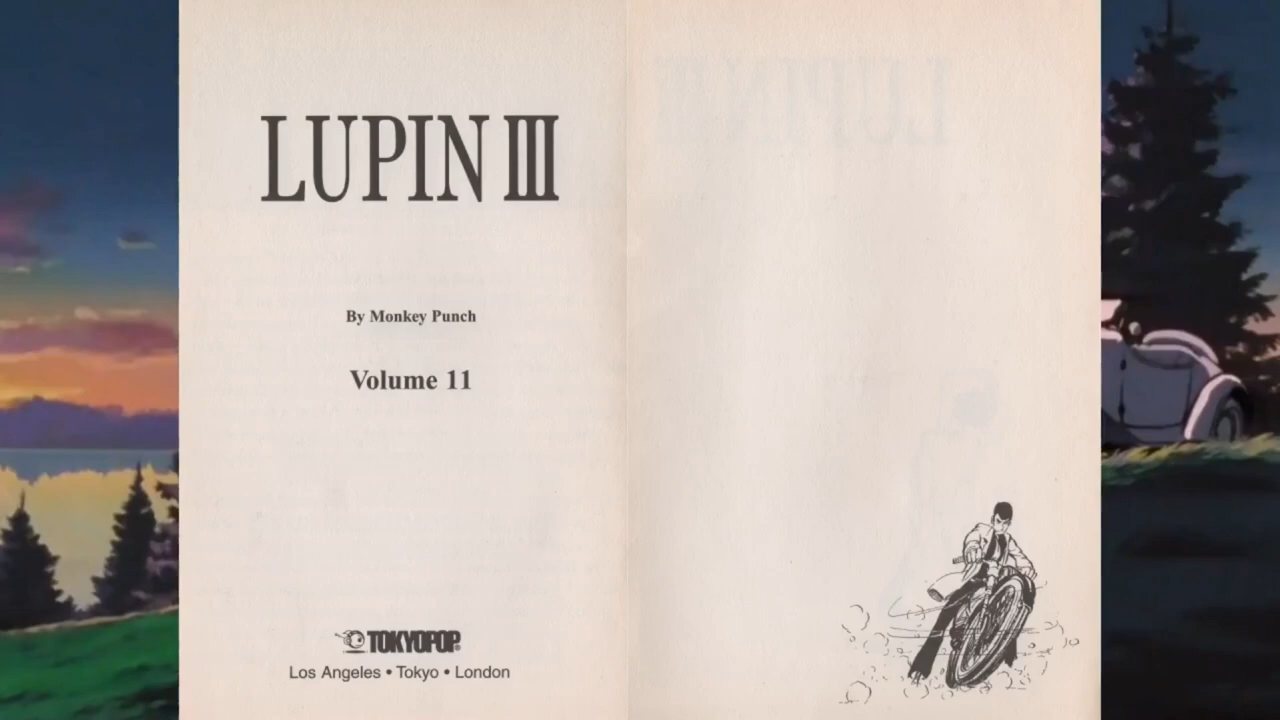 LUPIN III
By Monkey Punch
Volume 11
TOKYOPOP
Los Angeles • Tokyo • London